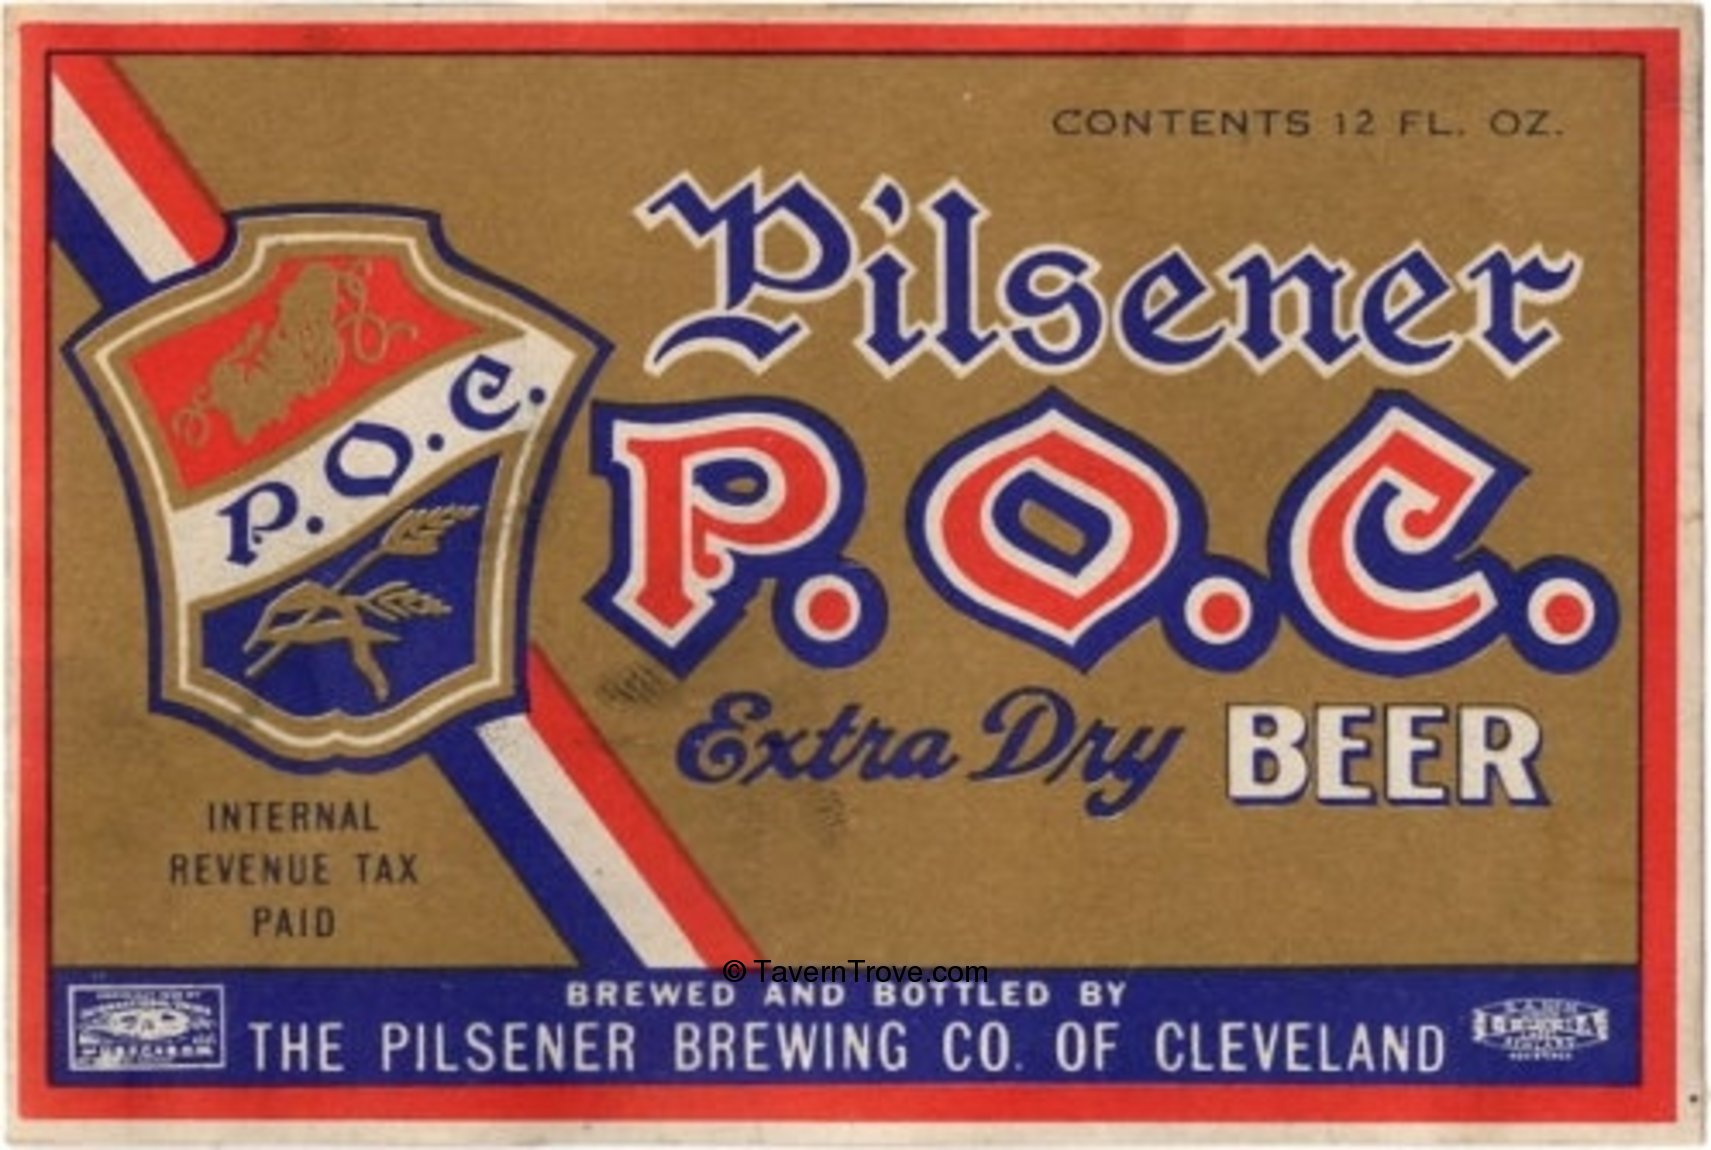 CONTENTS 12 FL. OZ.
Pilsener
P.O.C.
P.O.C.
Extra Dry BEER
INTERNAL
REVENUE TAX
PAID
© TavernTrove.com
BREWED AND BOTTLED BY
THE PILSENER BREWING CO. OF CLEVELAND